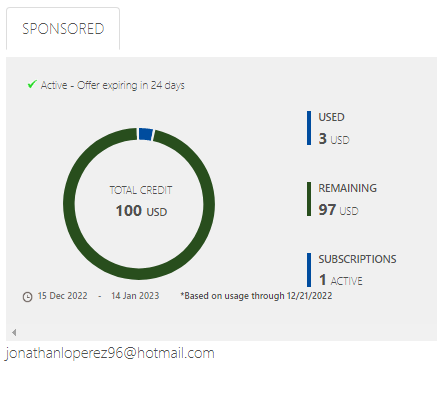 SPONSORED
Active - Offer expiring in 24 days
USED
3 USD
TOTAL CREDIT
100 USD
REMAINING
97 USD
SUBSCRIPTIONS
1 ACTIVE
15 Dec 2022 - 14 Jan 2023 *Based on usage through 12/21/2022
jonathanloperez96@hotmail.com